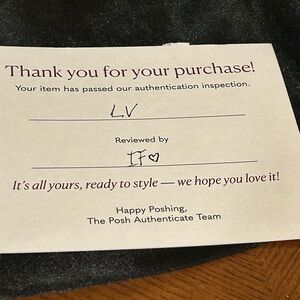 Thank you for your purchase!
Your item has passed our authentication inspection.
LV
Reviewed by
IF♡
It's all yours, ready to style — we hope you love it!
Happy Poshing,
The Posh Authenticate Team